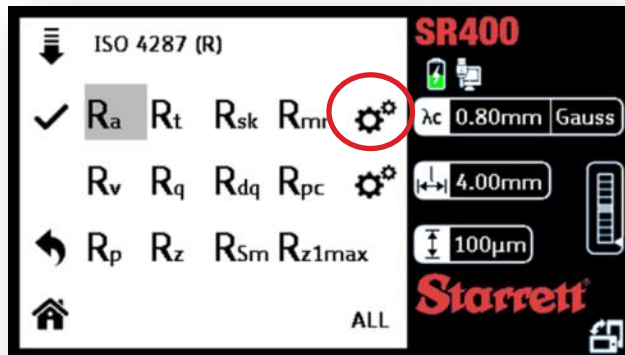 ISO 4287 (R)
Ra Rt Rsk Rmr
Rv Rq Rdq Rpc
Rp Rz RSm Rz1max
ALL
SR400
λc 0.80mm Gauss
l 4.00mm
100µm
Starrett